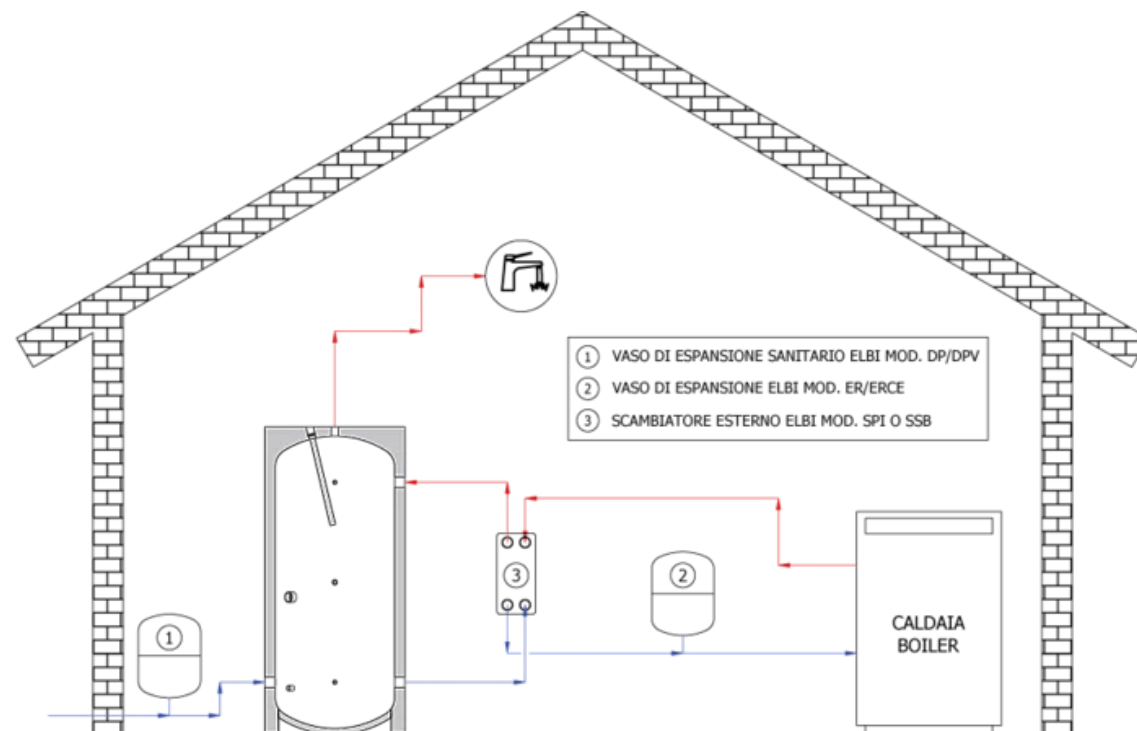 1 VASO DI ESPANSIONE SANITARIO ELBI MOD. DP/DPV
2 VASO DI ESPANSIONE ELBI MOD. ER/ERCE
3 SCAMBIATORE ESTERNO ELBI MOD. SPI O SSB
3
2
1
CALDAIA
BOILER